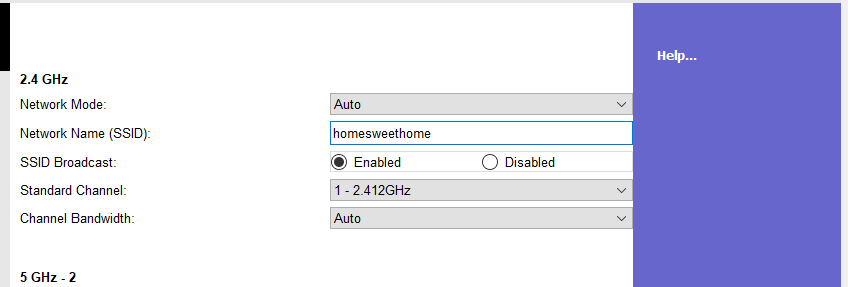 Help...
2.4 GHz
Network Mode: Auto
Network Name (SSID): homesweethome
SSID Broadcast: Enabled Disabled
Standard Channel: 1 - 2.412GHz
Channel Bandwidth: Auto
5 GHz - 2